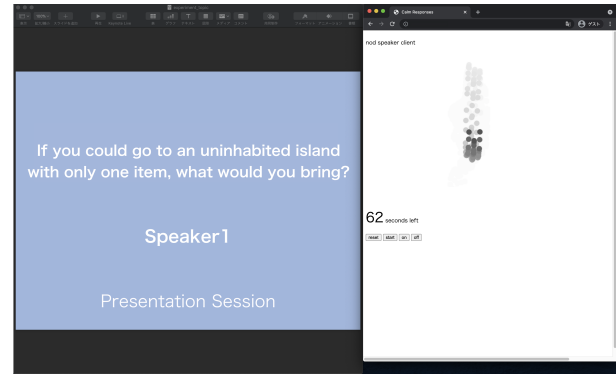 experiment_layla
If you could go to an uninhabited island
with only one item, what would you bring?
Speaker1
Presentation Session
Calm Responses
ゲスト
nod speaker client
62 seconds left
reset start on off